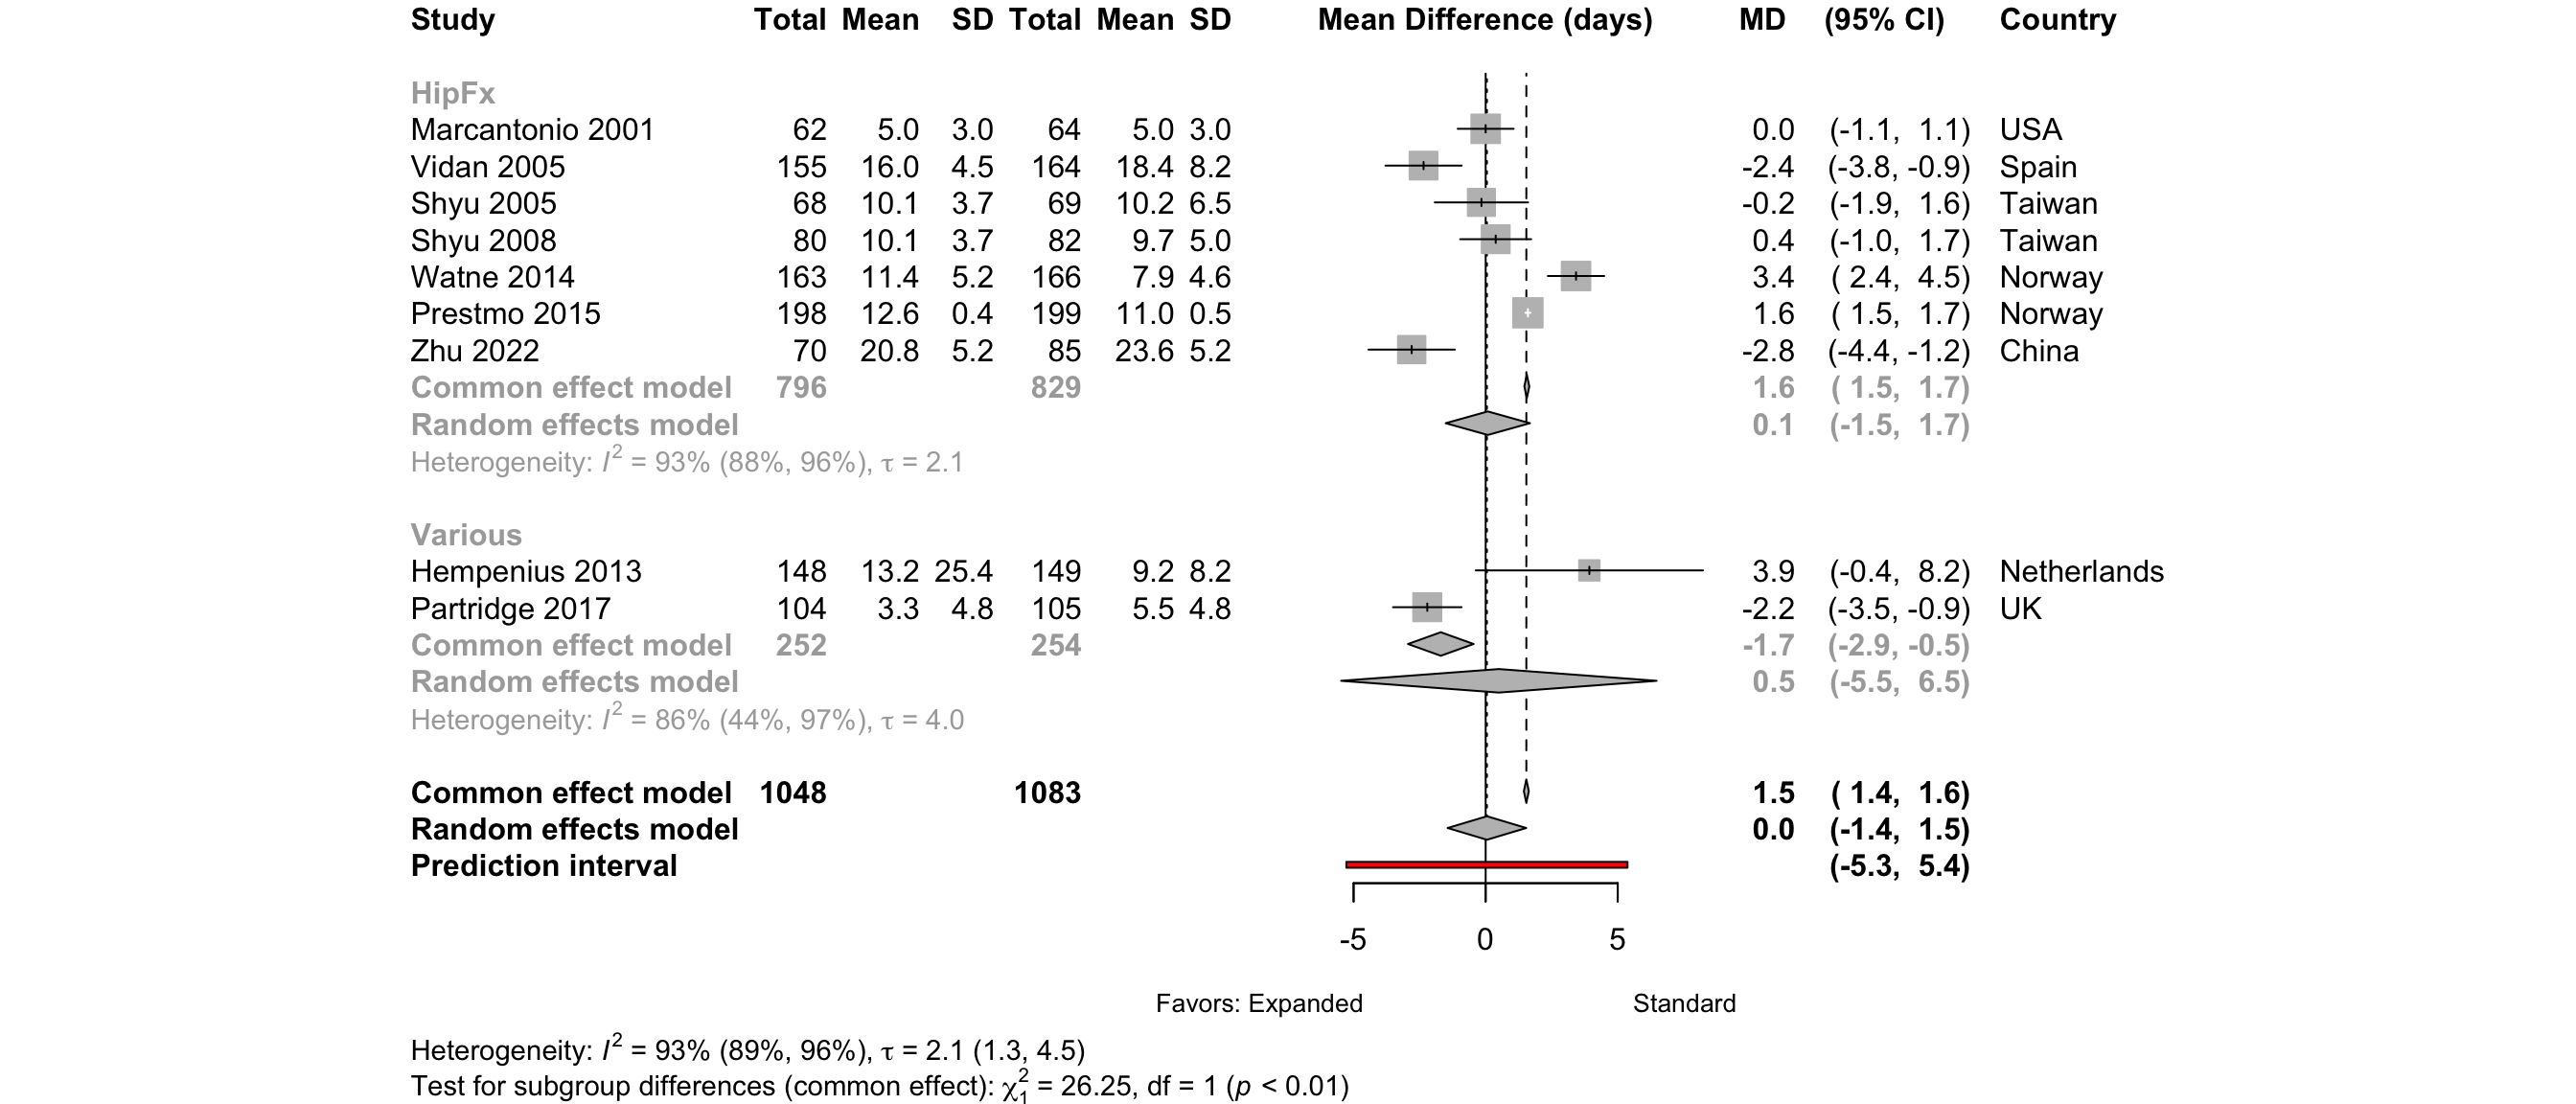 Study Total Mean SD Total Mean SD Mean Difference (days) MD (95% CI) Country
HipFx
Marcantonio 2001 62 5.0 3.0 64 5.0 3.0 0.0 (-1.1, 1.1) USA
Vidan 2005 155 16.0 4.5 164 18.4 8.2 -2.4 (-3.8, -0.9) Spain
Shyu 2005 68 10.1 3.7 69 10.2 6.5 -0.2 (-1.9, 1.6) Taiwan
Shyu 2008 80 10.1 3.7 82 9.7 5.0 0.4 (-1.0, 1.7) Taiwan
Watne 2014 163 11.4 5.2 166 7.9 4.6 3.4 ( 2.4, 4.5) Norway
Prestmo 2015 198 12.6 0.4 199 11.0 0.5 1.6 ( 1.5, 1.7) Norway
Zhu 2022 70 20.8 5.2 85 23.6 5.2 -2.8 (-4.4, -1.2) China
Common effect model 796 829 1.6 ( 1.5, 1.7)
Random effects model 0.1 (-1.5, 1.7)
Heterogeneity: I² = 93% (88%, 96%), τ = 2.1
Various
Hempenius 2013 148 13.2 25.4 149 9.2 8.2 3.9 (-0.4, 8.2) Netherlands
Partridge 2017 104 3.3 4.8 105 5.5 4.8 -2.2 (-3.5, -0.9) UK
Common effect model 252 254 -1.7 (-2.9, -0.5)
Random effects model 0.5 (-5.5, 6.5)
Heterogeneity: I² = 86% (44%, 97%), τ = 4.0
Common effect model 1048 1083 1.5 ( 1.4, 1.6)
Random effects model 0.0 (-1.4, 1.5)
Prediction interval (-5.3, 5.4)
-5 0 5
Favors: Expanded Standard
Heterogeneity: I² = 93% (89%, 96%), τ = 2.1 (1.3, 4.5)
Test for subgroup differences (common effect): χ²₁ = 26.25, df = 1 (p < 0.01)